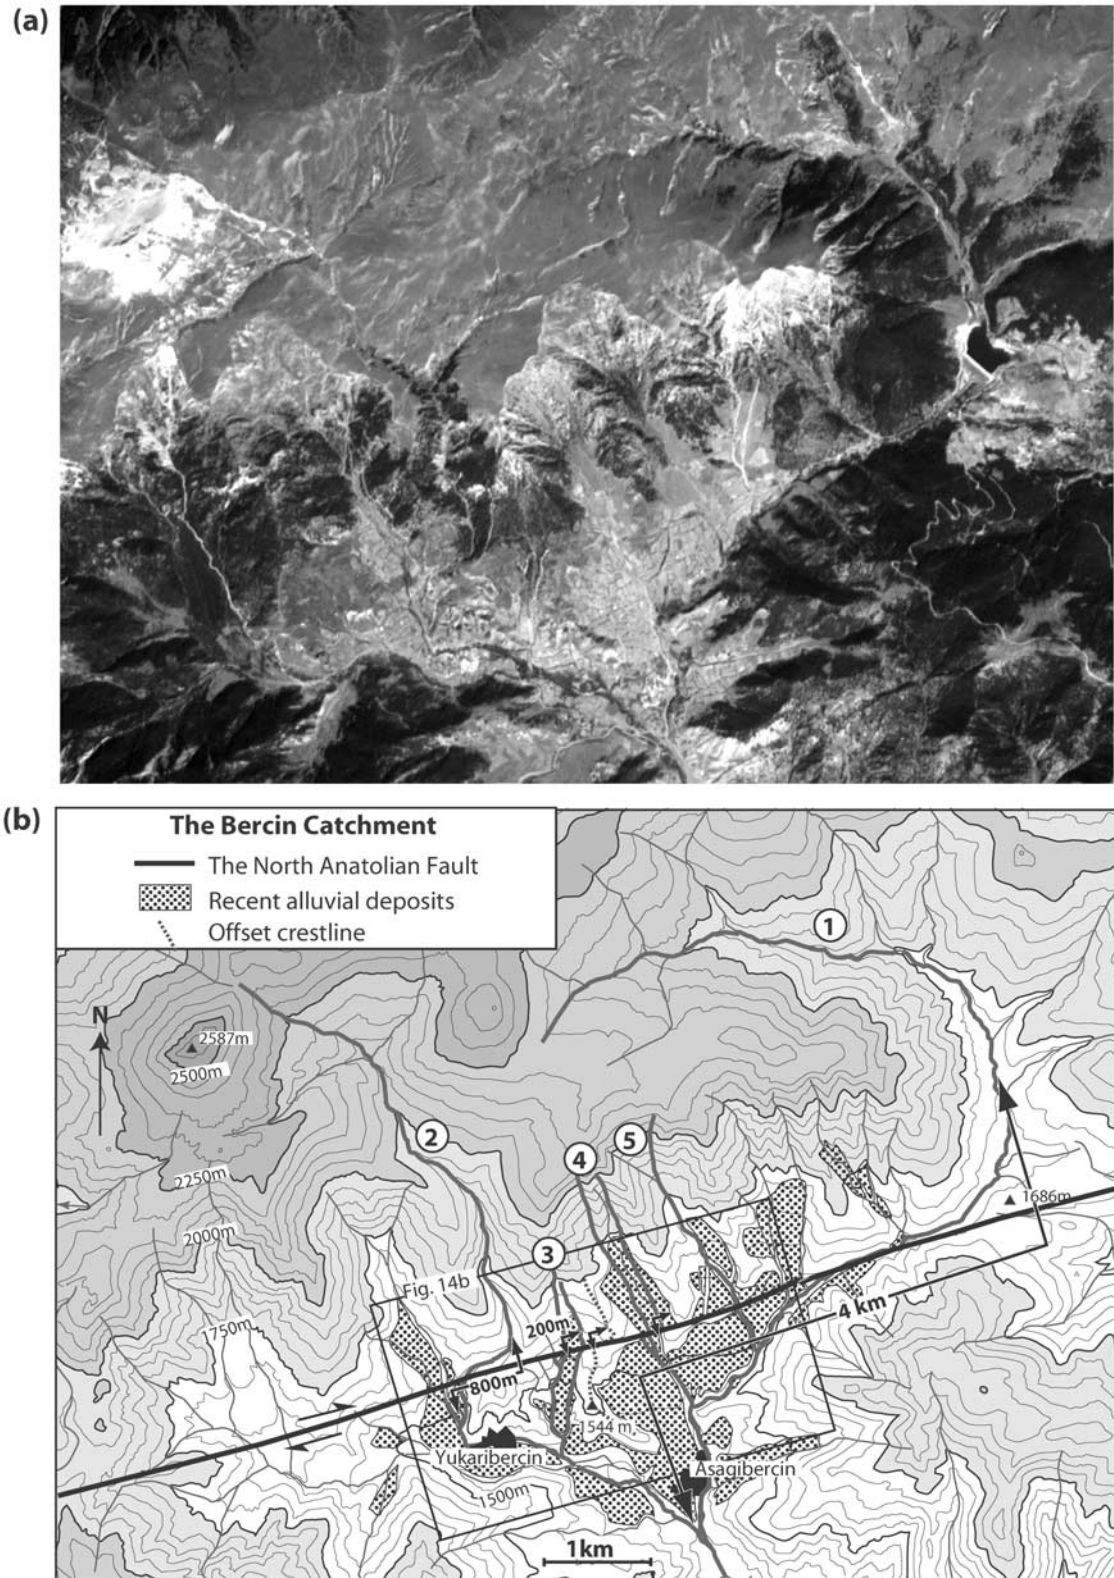 (a)
(b)
The Bercin Catchment
The North Anatolian Fault
Recent alluvial deposits
Offset crestline
1
N
2587m
2500m
2
5
4
2250m
1686m
2000m
3
Fig. 14b
1750m
200m
4 km
800m
1544 m
Yukaribercin
Asagibercin
1500m
1km